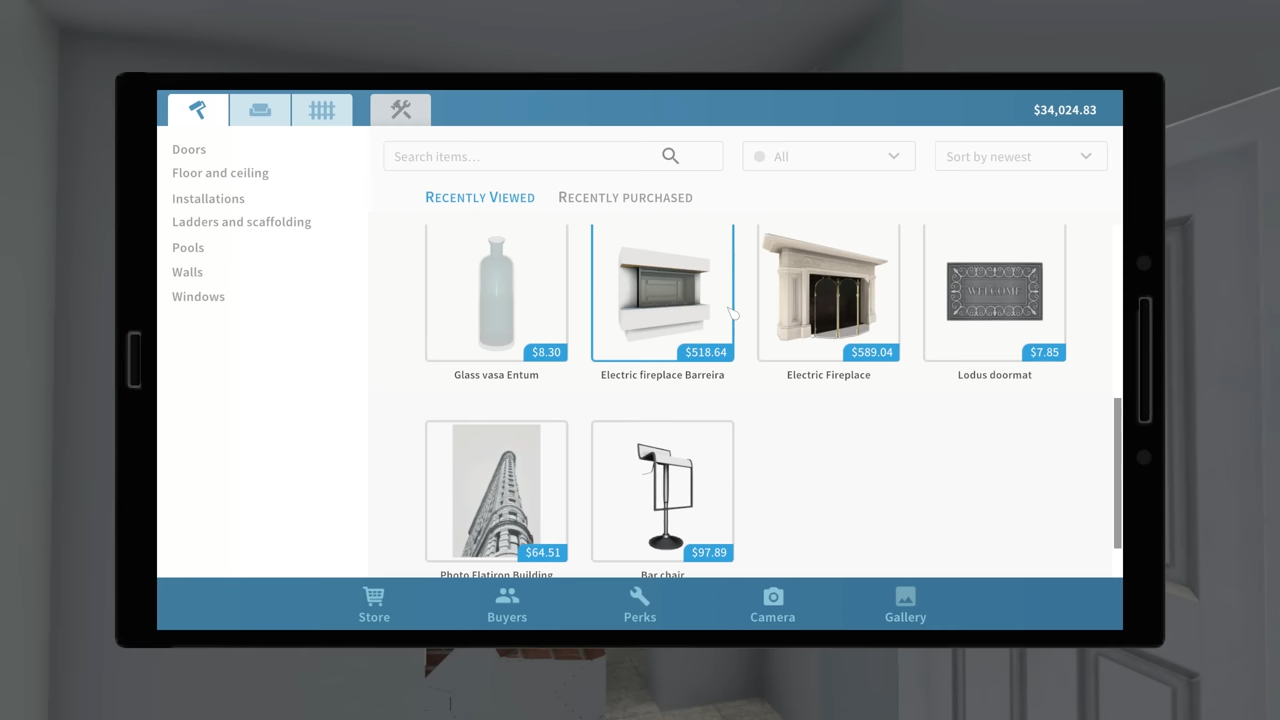 $34,024.83
Doors
Floor and ceiling
Installations
Ladders and scaffolding
Pools
Walls
Windows
Search items...
All
Sort by newest
RECENTLY VIEWED
RECENTLY PURCHASED
$8.30
$518.64
$589.04
WELCOME
$7.85
Glass vasa Entum
Electric fireplace Barreira
Electric Fireplace
Lodus doormat
$64.51
$97.89
Photo Flatiron Building
Bar chair
Store
Buyers
Perks
Camera
Gallery